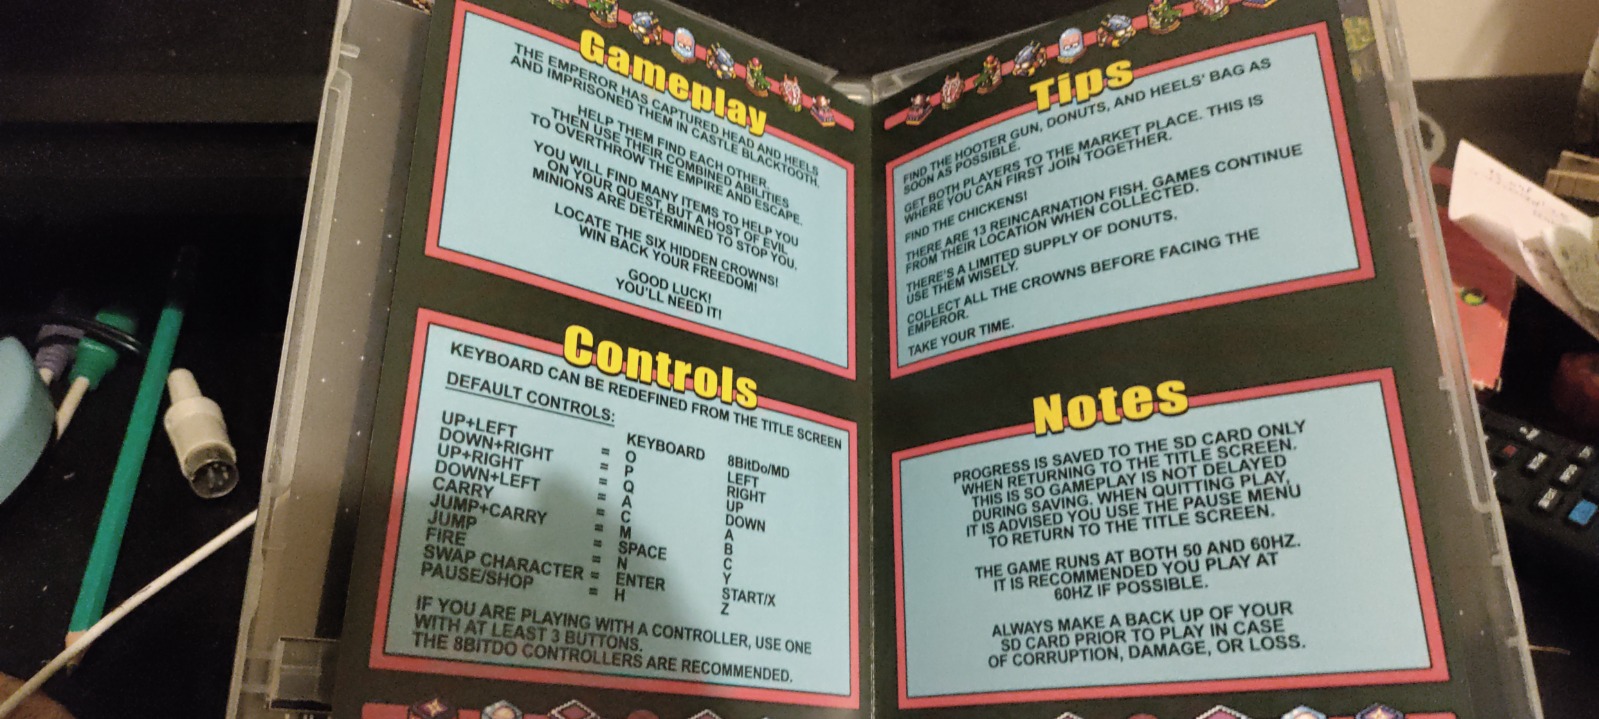 Gameplay
THE EMPEROR HAS CAPTURED HEAD AND HEELS
AND IMPRISONED THEM IN CASTLE BLACKTOOTH.
HELP THEM FIND EACH OTHER.
THEN USE THEIR COMBINED ABILITIES
TO OVERTHROW THE EMPIRE AND ESCAPE.
YOU WILL FIND MANY ITEMS TO HELP YOU
ON YOUR QUEST, BUT A HOST OF EVIL
MINIONS ARE DETERMINED TO STOP YOU.
LOCATE THE SIX HIDDEN CROWNS!
WIN BACK YOUR FREEDOM!
GOOD LUCK!
YOU'LL NEED IT!
Controls
KEYBOARD CAN BE REDEFINED FROM THE TITLE SCREEN
DEFAULT CONTROLS:
KEYBOARD 8BitDo/MD
UP+LEFT = O LEFT
DOWN+RIGHT = P RIGHT
UP+RIGHT = Q UP
DOWN+LEFT = A DOWN
CARRY = C A
JUMP+CARRY = M B
JUMP = SPACE C
FIRE = N Y
SWAP CHARACTER = ENTER START/X
PAUSE/SHOP = H Z
IF YOU ARE PLAYING WITH A CONTROLLER, USE ONE
WITH AT LEAST 3 BUTTONS.
THE 8BITDO CONTROLLERS ARE RECOMMENDED.
Tips
FIND THE HOOTER GUN, DONUTS, AND HEELS' BAG AS
SOON AS POSSIBLE.
GET BOTH PLAYERS TO THE MARKET PLACE. THIS IS
WHERE YOU CAN FIRST JOIN TOGETHER.
FIND THE CHICKENS!
THERE ARE 13 REINCARNATION FISH. GAMES CONTINUE
FROM THEIR LOCATION WHEN COLLECTED.
THERE'S A LIMITED SUPPLY OF DONUTS.
USE THEM WISELY.
COLLECT ALL THE CROWNS BEFORE FACING THE
EMPEROR.
TAKE YOUR TIME.
Notes
PROGRESS IS SAVED TO THE SD CARD ONLY
WHEN RETURNING TO THE TITLE SCREEN.
THIS IS SO GAMEPLAY IS NOT DELAYED
DURING SAVING. WHEN QUITTING PLAY,
IT IS ADVISED YOU USE THE PAUSE MENU
TO RETURN TO THE TITLE SCREEN.
THE GAME RUNS AT BOTH 50 AND 60HZ.
IT IS RECOMMENDED YOU PLAY AT
60HZ IF POSSIBLE.
ALWAYS MAKE A BACK UP OF YOUR
SD CARD PRIOR TO PLAY IN CASE
OF CORRUPTION, DAMAGE, OR LOSS.